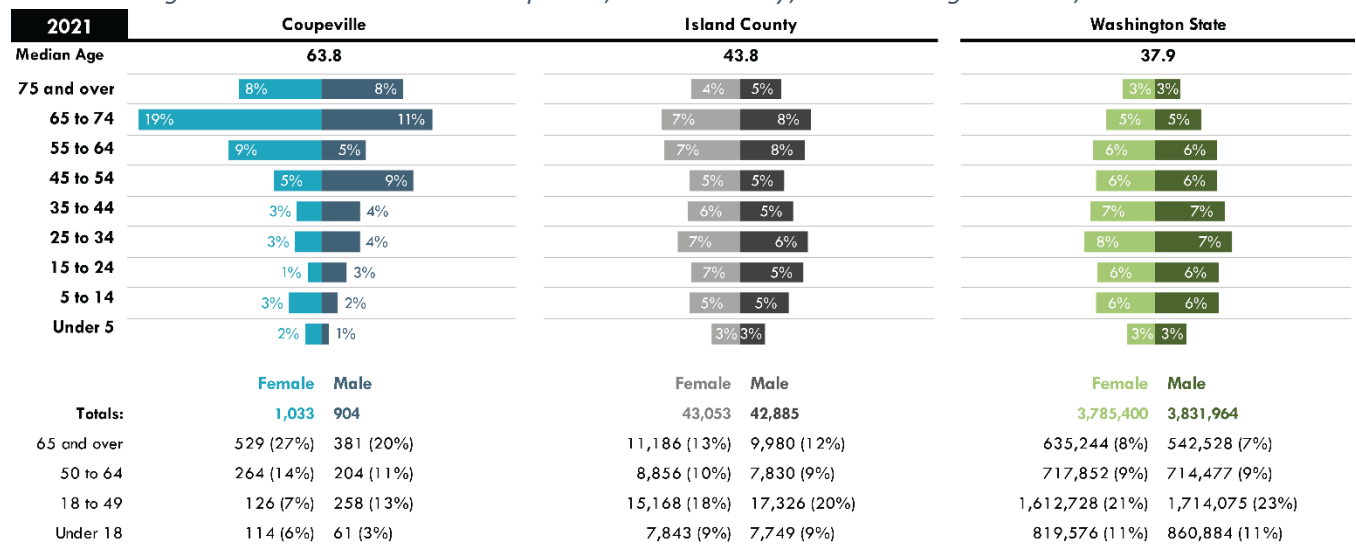 2021 Coupeville Island County Washington State
Median Age 63.8 43.8 37.9
75 and over 8% 8% 4% 5% 3% 3%
65 to 74 19% 11% 7% 8% 5% 5%
55 to 64 9% 5% 7% 8% 6% 6%
45 to 54 5% 9% 5% 5% 6% 6%
35 to 44 3% 4% 6% 5% 7% 7%
25 to 34 3% 4% 7% 6% 8% 7%
15 to 24 1% 3% 7% 5% 6% 6%
5 to 14 3% 2% 5% 5% 6% 6%
Under 5 2% 1% 3% 3% 3% 3%
Female Male Female Male Female Male
Totals: 1,033 904 43,053 42,885 3,785,400 3,831,964
65 and over 529 (27%) 381 (20%) 11,186 (13%) 9,980 (12%) 635,244 (8%) 542,528 (7%)
50 to 64 264 (14%) 204 (11%) 8,856 (10%) 7,830 (9%) 717,852 (9%) 714,477 (9%)
18 to 49 126 (7%) 258 (13%) 15,168 (18%) 17,326 (20%) 1,612,728 (21%) 1,714,075 (23%)
Under 18 114 (6%) 61 (3%) 7,843 (9%) 7,749 (9%) 819,576 (11%) 860,884 (11%)